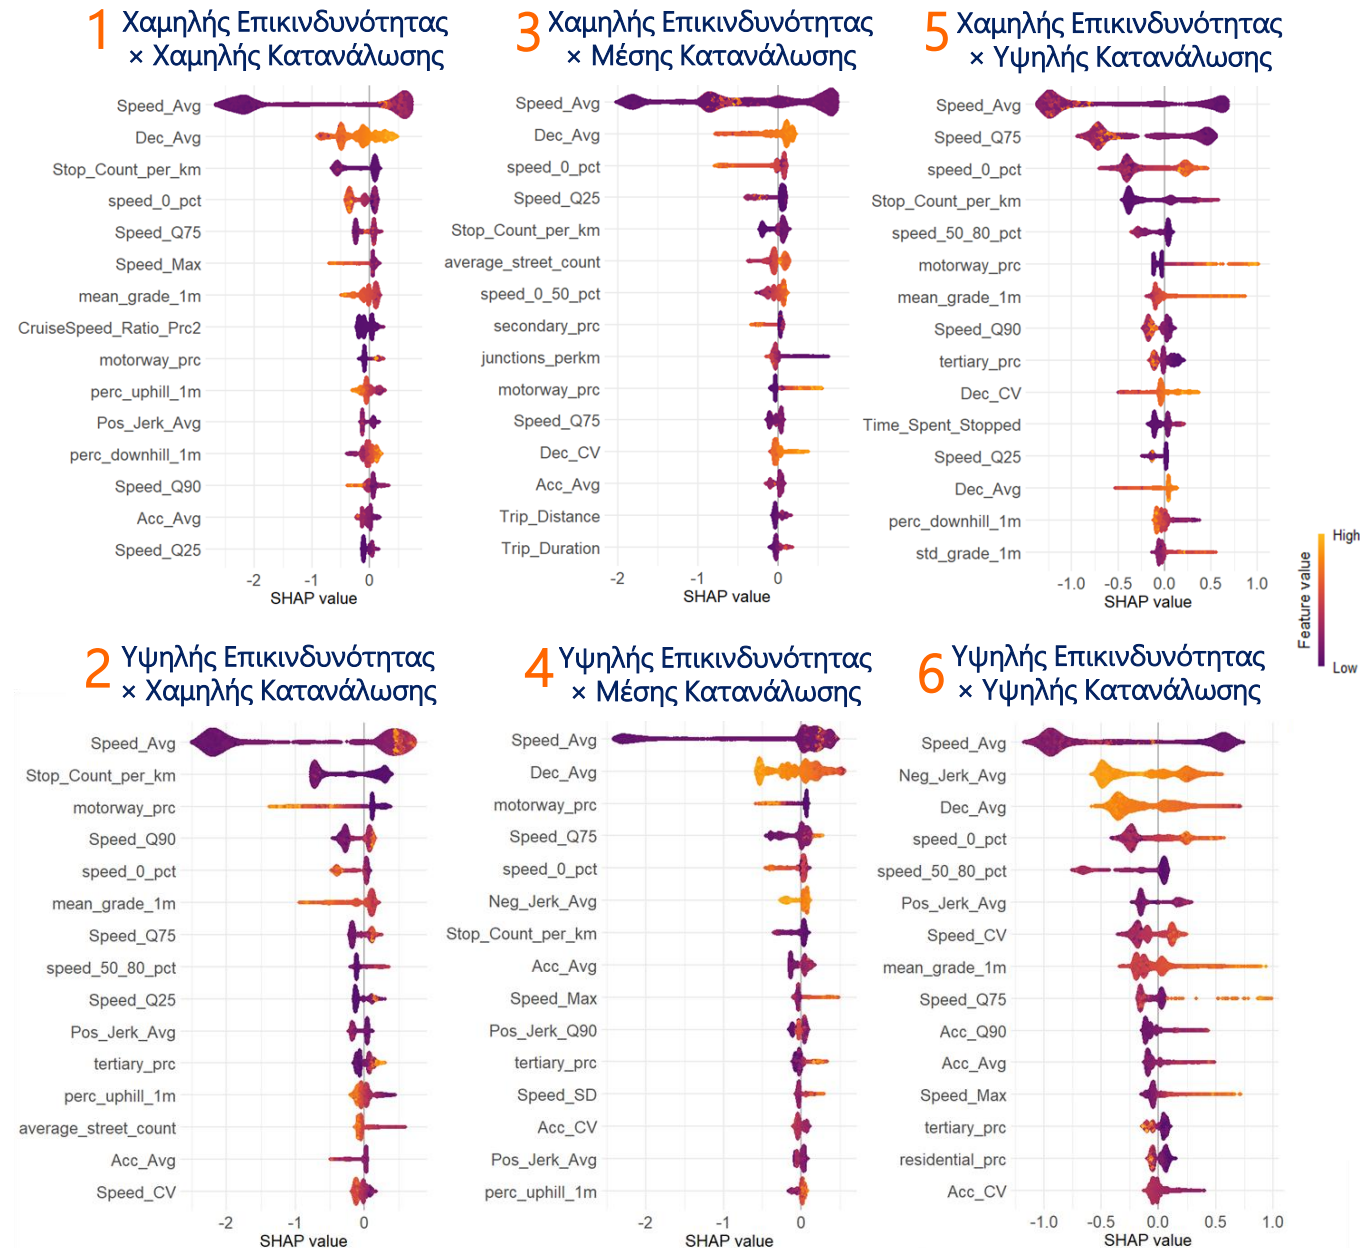 1 Χαμηλής Επικινδυνότητας
× Χαμηλής Κατανάλωσης
Speed_Avg
Dec_Avg
Stop_Count_per_km
speed_0_pct
Speed_Q75
Speed_Max
mean_grade_1m
CruiseSpeed_Ratio_Prc2
motorway_prc
perc_uphill_1m
Pos_Jerk_Avg
perc_downhill_1m
Speed_Q90
Acc_Avg
Speed_Q25
-2 -1 0
SHAP value
3 Χαμηλής Επικινδυνότητας
× Μέσης Κατανάλωσης
Speed_Avg
Dec_Avg
speed_0_pct
Speed_Q25
Stop_Count_per_km
average_street_count
speed_0_50_pct
secondary_prc
junctions_perkm
motorway_prc
Speed_Q75
Dec_CV
Acc_Avg
Trip_Distance
Trip_Duration
-2 -1 0
SHAP value
5 Χαμηλής Επικινδυνότητας
× Υψηλής Κατανάλωσης
Speed_Avg
Speed_Q75
speed_0_pct
Stop_Count_per_km
speed_50_80_pct
motorway_prc
mean_grade_1m
Speed_Q90
tertiary_prc
Dec_CV
Time_Spent_Stopped
Speed_Q25
Dec_Avg
perc_downhill_1m
std_grade_1m
-1.0 -0.5 0.0 0.5 1.0
SHAP value
High
Feature value
Low
2 Υψηλής Επικινδυνότητας
× Χαμηλής Κατανάλωσης
Speed_Avg
Stop_Count_per_km
motorway_prc
Speed_Q90
speed_0_pct
mean_grade_1m
Speed_Q75
speed_50_80_pct
Speed_Q25
Pos_Jerk_Avg
tertiary_prc
perc_uphill_1m
average_street_count
Acc_Avg
Speed_CV
-2 -1 0
SHAP value
4 Υψηλής Επικινδυνότητας
× Μέσης Κατανάλωσης
Speed_Avg
Dec_Avg
motorway_prc
Speed_Q75
speed_0_pct
Neg_Jerk_Avg
Stop_Count_per_km
Acc_Avg
Speed_Max
Pos_Jerk_Q90
tertiary_prc
Speed_SD
Acc_CV
Pos_Jerk_Avg
perc_uphill_1m
-2 -1 0
SHAP value
6 Υψηλής Επικινδυνότητας
× Υψηλής Κατανάλωσης
Speed_Avg
Neg_Jerk_Avg
Dec_Avg
speed_0_pct
speed_50_80_pct
Pos_Jerk_Avg
Speed_CV
mean_grade_1m
Speed_Q75
Acc_Q90
Acc_Avg
Speed_Max
tertiary_prc
residential_prc
Acc_CV
-1.0 -0.5 0.0 0.5 1.0
SHAP value